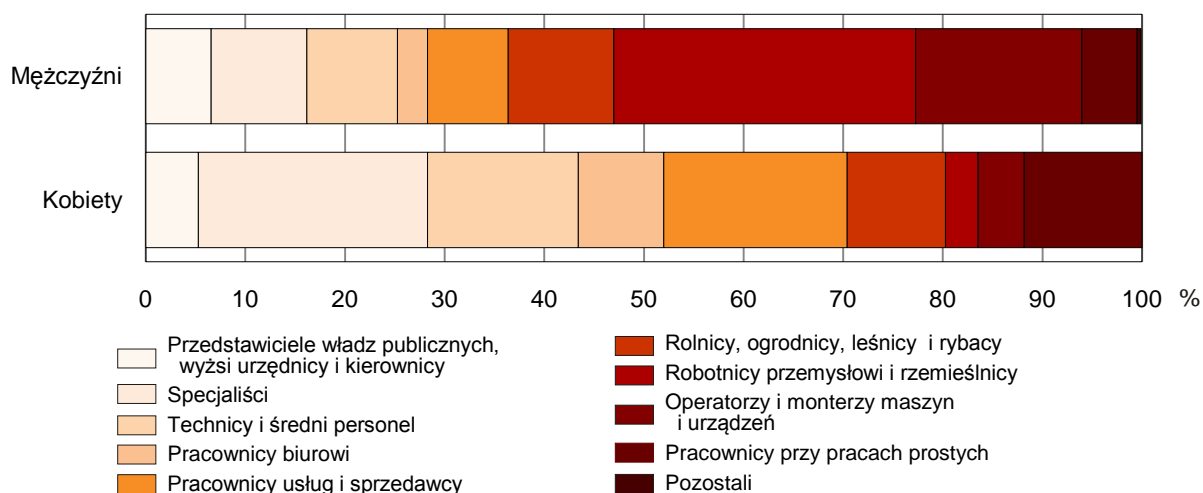 Mężczyźni
Kobiety
0 10 20 30 40 50 60 70 80 90 100 %
Przedstawiciele władz publicznych,
wyżsi urzędnicy i kierownicy
Specjaliści
Technicy i średni personel
Pracownicy biurowi
Pracownicy usług i sprzedawcy
Rolnicy, ogrodnicy, leśnicy i rybacy
Robotnicy przemysłowi i rzemieślnicy
Operatorzy i monterzy maszyn
i urządzeń
Pracownicy przy pracach prostych
Pozostali